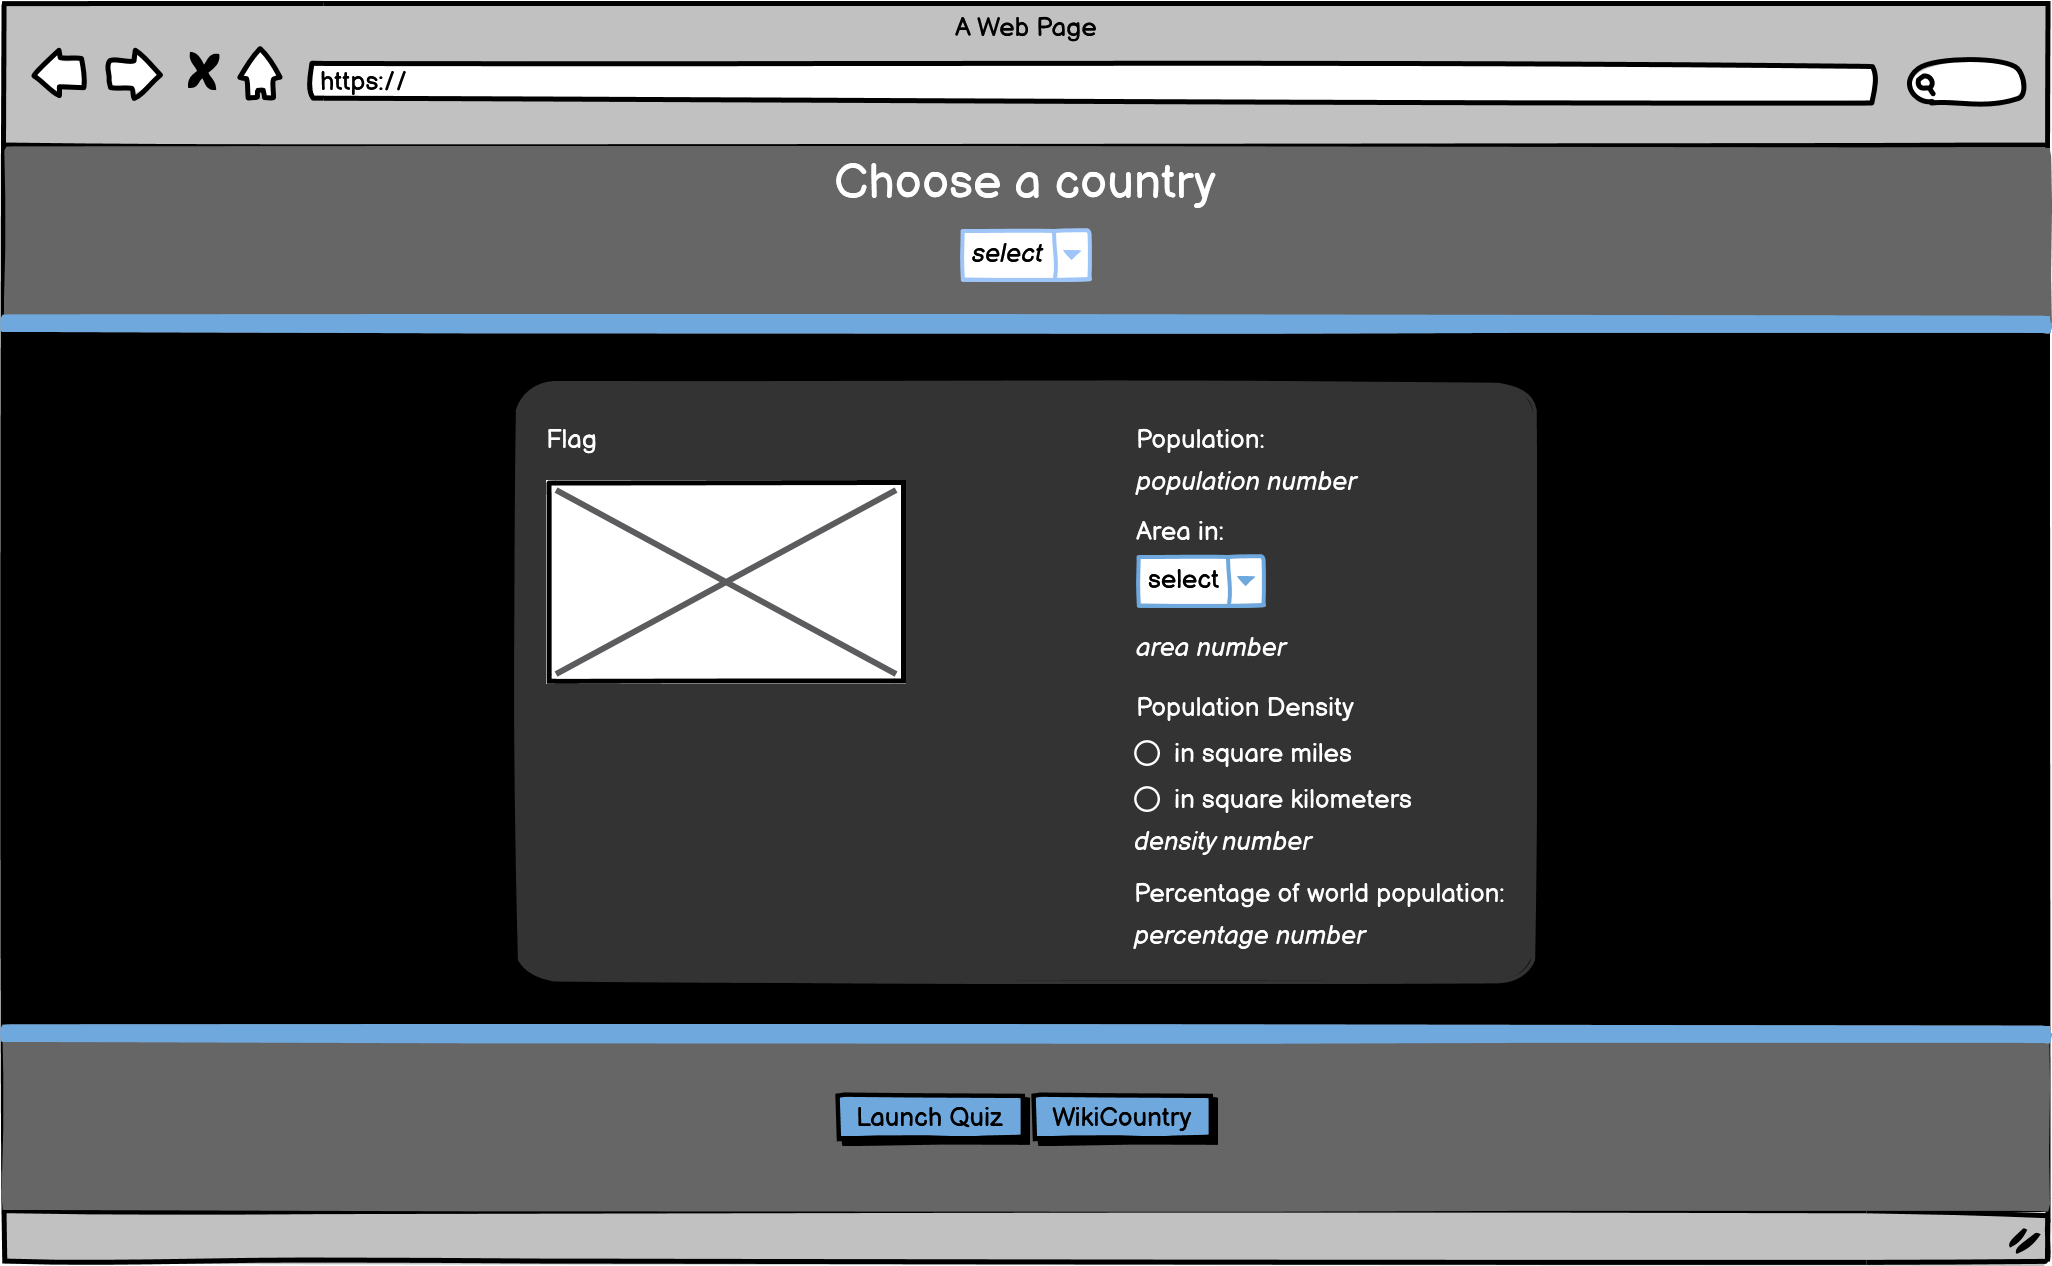 A Web Page
https://
Choose a country
select
Flag
Population:
population number
Area in:
select
area number
Population Density
in square miles
in square kilometers
density number
Percentage of world population:
percentage number
Launch Quiz
WikiCountry